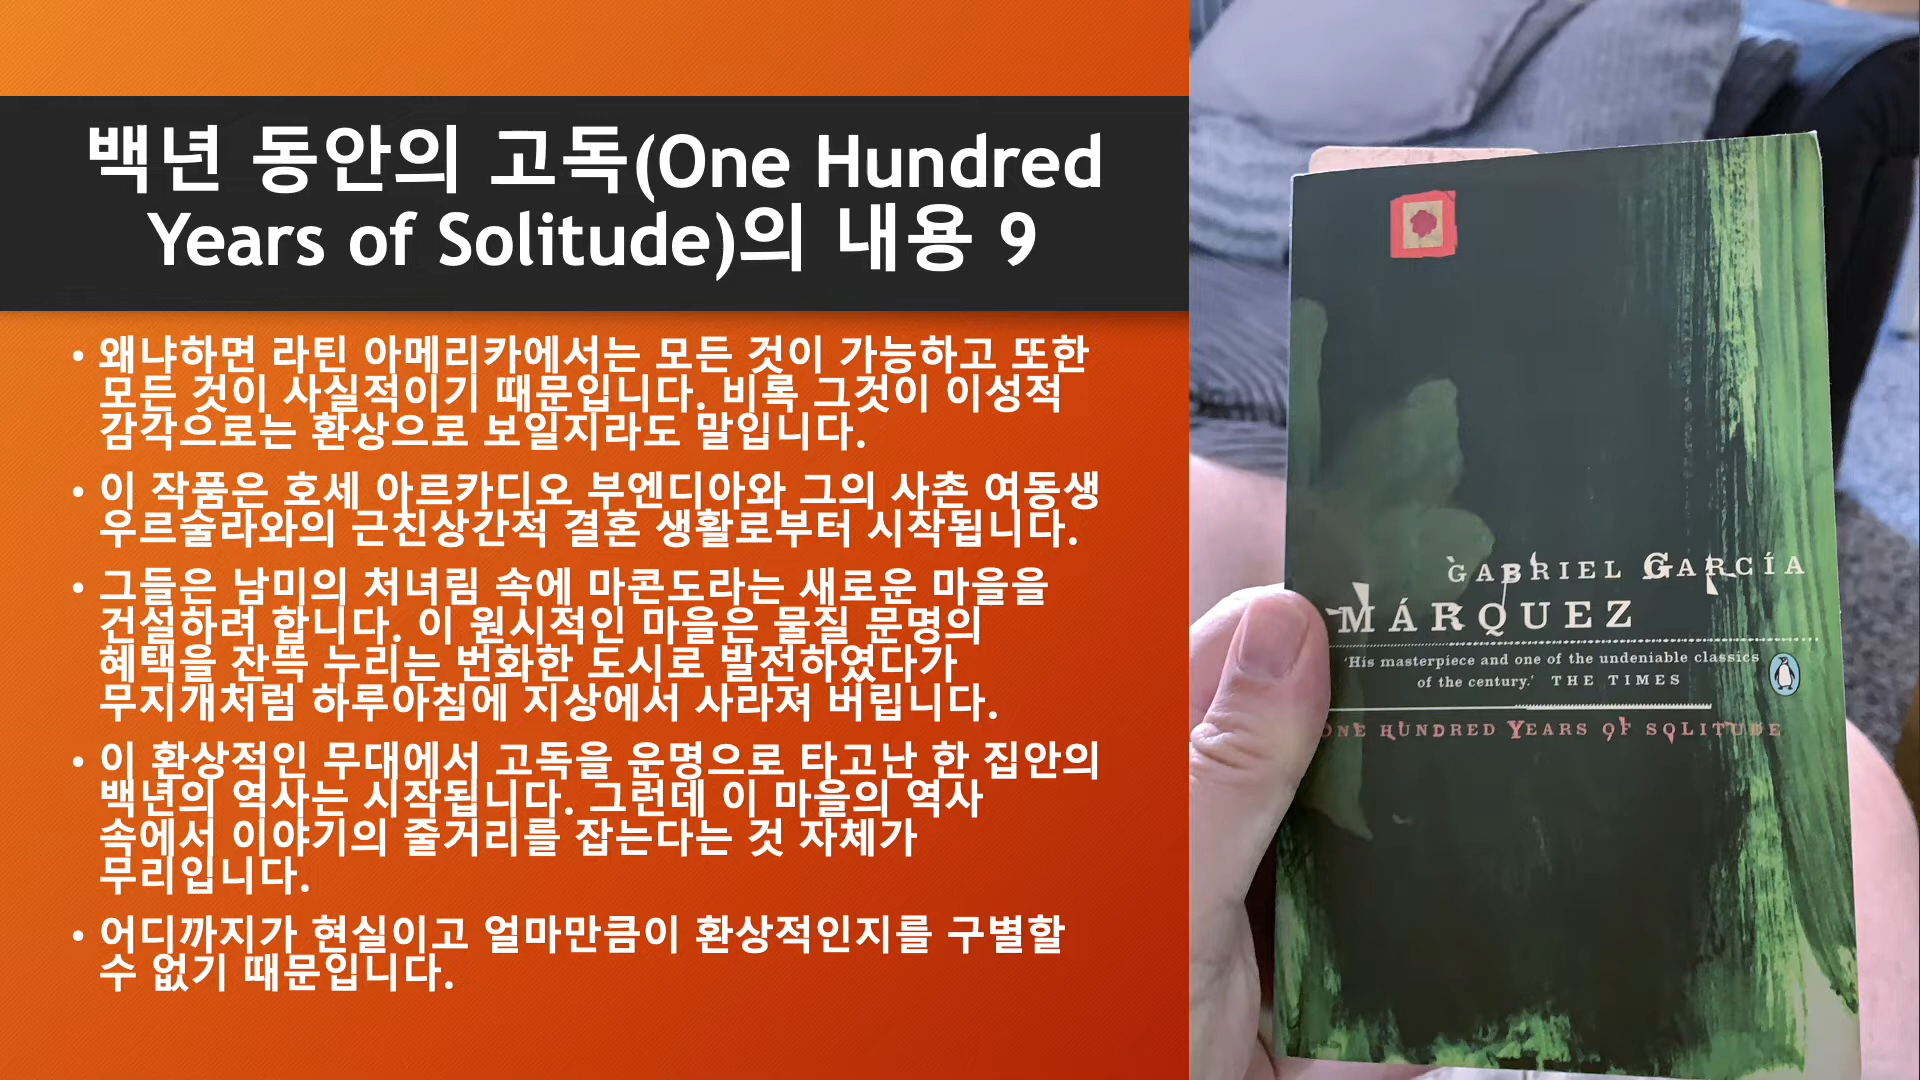 백년 동안의 고독(One Hundred
Years of Solitude)의 내용 9
• 왜냐하면 라틴 아메리카에서는 모든 것이 가능하고 또한
모든 것이 사실적이기 때문입니다. 비록 그것이 이성적
감각으로는 환상으로 보일지라도 말입니다.
• 이 작품은 호세 아르카디오 부엔디아와 그의 사촌 여동생
우르술라와의 근친상간적 결혼 생활로부터 시작됩니다.
• 그들은 남미의 처녀림 속에 마콘도라는 새로운 마을을
건설하려 합니다. 이 원시적인 마을은 물질 문명의
혜택을 잔뜩 누리는 번화한 도시로 발전하였다가
무지개처럼 하루아침에 지상에서 사라져 버립니다.
• 이 환상적인 무대에서 고독을 운명으로 타고난 한 집안의
백년의 역사는 시작됩니다. 그런데 이 마을의 역사
속에서 이야기의 줄거리를 잡는다는 것 자체가
무리입니다.
• 어디까지가 현실이고 얼마만큼이 환상적인지를 구별할
수 없기 때문입니다.
GABRIEL GARCÍA
MÁRQUEZ
'His masterpiece and one of the undeniable classics
of the century.' THE TIMES
ONE HUNDRED YEARS OF SOLITUDE